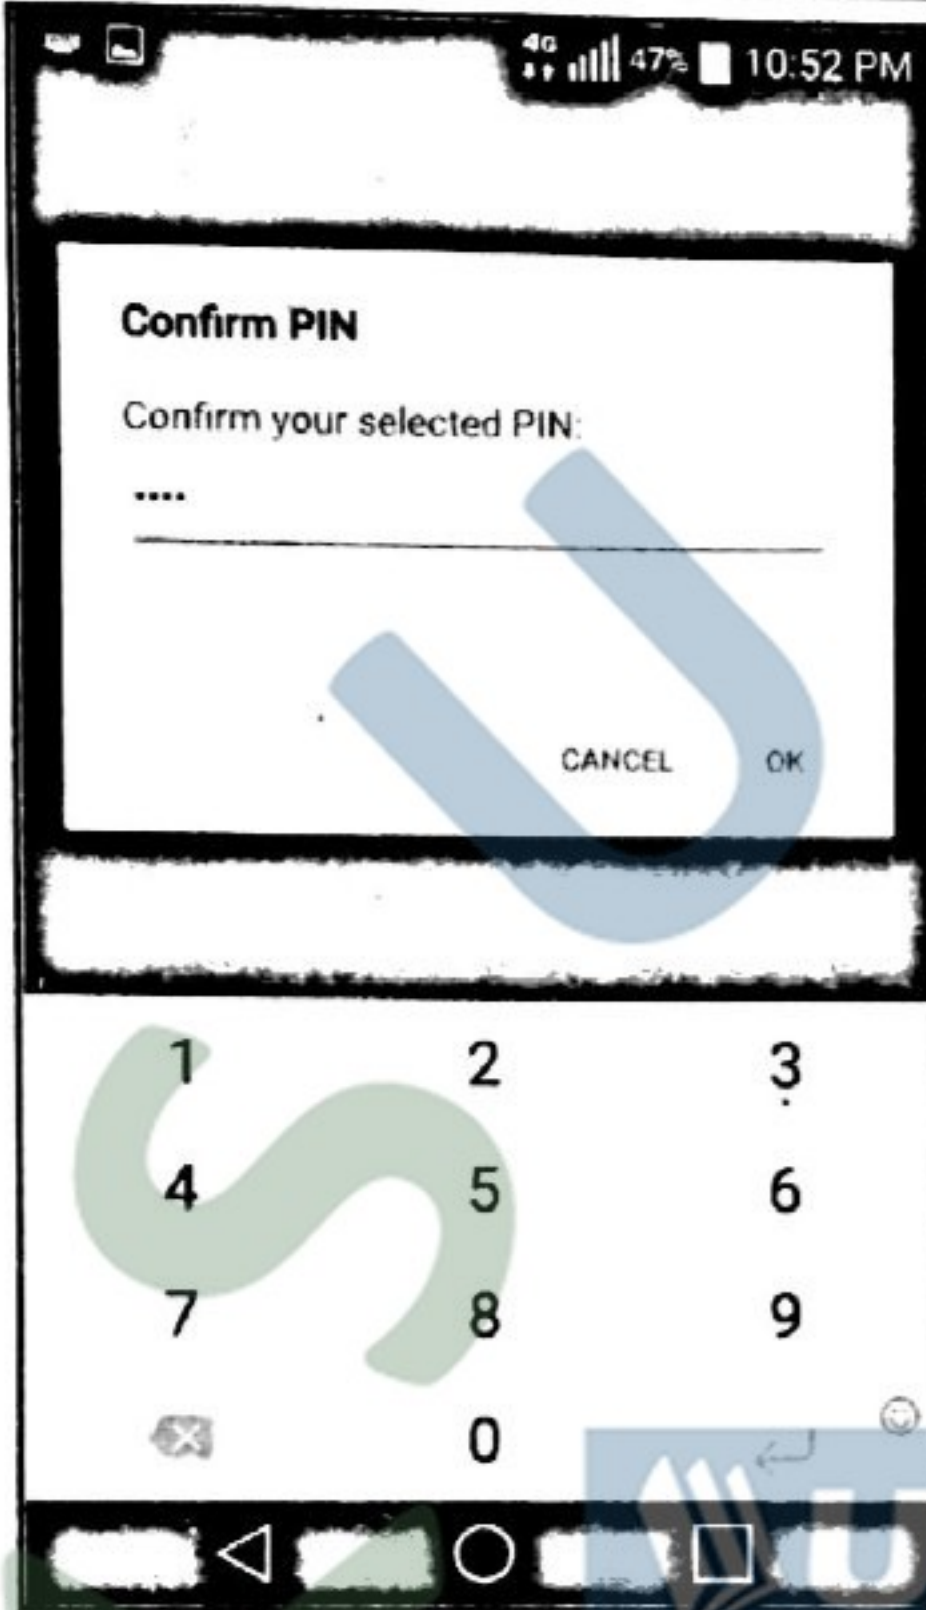 4G 47% 10:52 PM
Confirm PIN
Confirm your selected PIN:
••••
CANCEL OK
1 2 3
4 5 6
7 8 9
0
S U
U